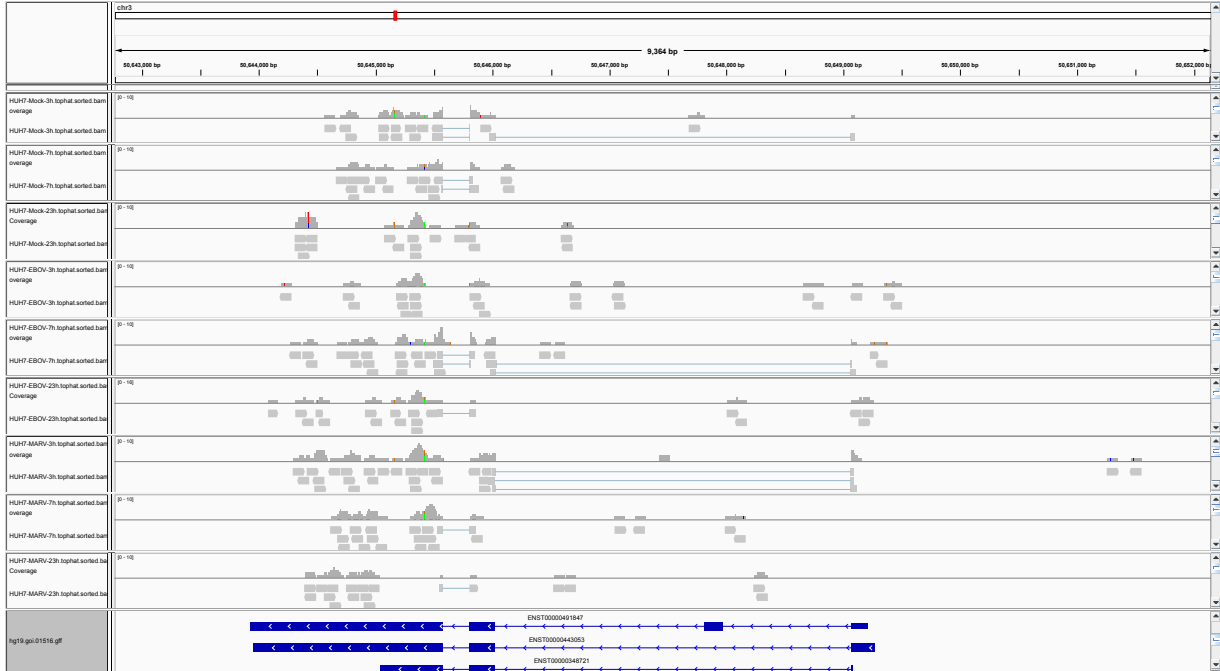 chr3
9,364 bp
50,643,000 bp 50,644,000 bp 50,645,000 bp 50,646,000 bp 50,647,000 bp 50,648,000 bp 50,649,000 bp 50,650,000 bp 50,651,000 bp 50,652,000 bp
HUH7-Mock-3h.tophat.sorted.bam
[0 - 10]
overage
HUH7-Mock-3h.tophat.sorted.bam
HUH7-Mock-7h.tophat.sorted.bam
[0 - 10]
overage
HUH7-Mock-7h.tophat.sorted.bam
HUH7-Mock-23h.tophat.sorted.bam
[0 - 10]
Coverage
HUH7-Mock-23h.tophat.sorted.bam
HUH7-EBOV-3h.tophat.sorted.bam
[0 - 10]
overage
HUH7-EBOV-3h.tophat.sorted.bam
HUH7-EBOV-7h.tophat.sorted.bam
[0 - 10]
overage
HUH7-EBOV-7h.tophat.sorted.bam
HUH7-EBOV-23h.tophat.sorted.bam
Coverage
HUH7-EBOV-23h.tophat.sorted.ba
HUH7-MARV-3h.tophat.sorted.bam
[0 - 10]
overage
HUH7-MARV-3h.tophat.sorted.bam
HUH7-MARV-7h.tophat.sorted.bam
[0 - 10]
overage
HUH7-MARV-7h.tophat.sorted.bam
HUH7-MARV-23h.tophat.sorted.ba
[0 - 10]
Coverage
HUH7-MARV-23h.tophat.sorted.ba
hg19.goi.01516.gff
ENST00000491847
ENST00000443053
ENST00000348721